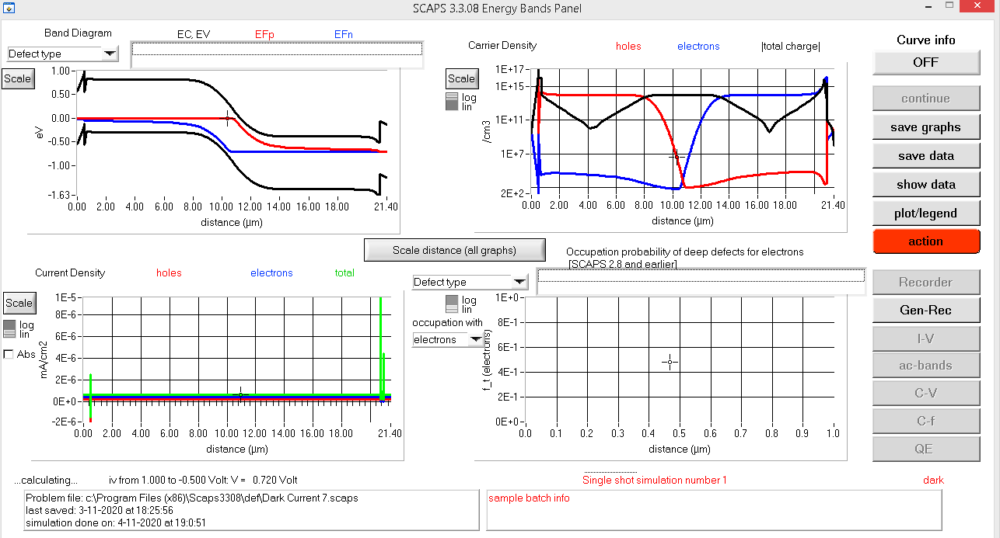 SCAPS 3.3.08 Energy Bands Panel
Band Diagram EC, EV EFp EFn
Defect type
Scale
1.00
0.50
0.00
-0.50
-1.00
-1.63
eV
0.00 2.00 4.00 6.00 8.00 10.00 12.00 14.00 16.00 18.00 21.40
distance (µm)
Carrier Density holes electrons |total charge|
Scale
log
lin
1E+17
1E+15
1E+11
1E+7
2E+2
/cm3
0.00 2.00 4.00 6.00 8.00 10.00 12.00 14.00 16.00 18.00 21.40
distance (µm)
Curve info
OFF
continue
save graphs
save data
show data
plot/legend
action
Recorder
Gen-Rec
I-V
ac-bands
C-V
C-f
QE
Scale distance (all graphs)
Current Density holes electrons total
Scale
log
lin
Abs
1E-5
8E-6
6E-6
4E-6
2E-6
0E+0
-2E-6
mA/cm2
0.00 2.00 4.00 6.00 8.00 10.00 12.00 14.00 16.00 18.00 21.40
distance (µm)
Occupation probability of deep defects for electrons
[SCAPS 2.8 and earlier]
Defect type
log
lin
occupation with
electrons
1E+0
8E-1
6E-1
4E-1
2E-1
0E+0
f_t (electrons)
0.0 0.1 0.2 0.3 0.4 0.5 0.6 0.7 0.8 0.9 1.0
distance (µm)
...calculating... iv from 1.000 to -0.500 Volt: V = 0.720 Volt
Single shot simulation number 1 dark
Problem file: c:\Program Files (x86)\Scaps3308\def\Dark Current 7.scaps
last saved: 3-11-2020 at 18:25:56
simulation done on: 4-11-2020 at 19:0:51
sample batch info